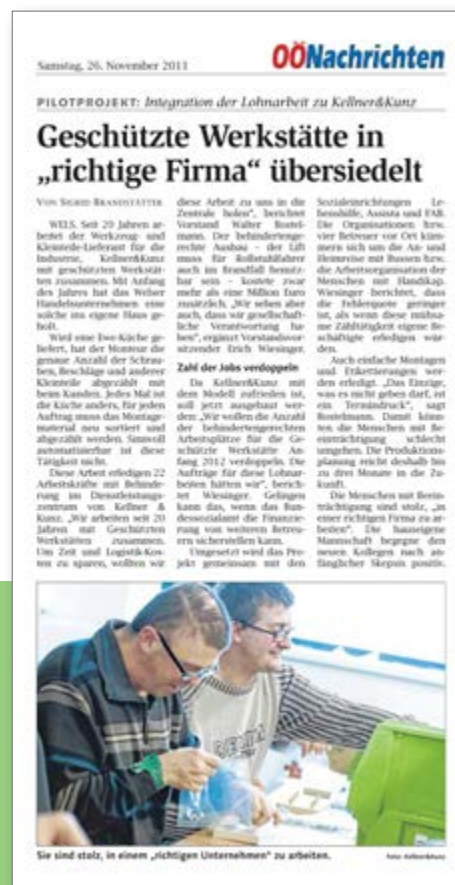 Samstag, 26. November 2011
OÖNachrichten
PILOTPROJEKT: Integration der Lohnarbeit zu Kellner&Kunz
Geschützte Werkstätte in
„richtige Firma“ übersiedelt
VON SIGRID BRANDSTÄTTER
WELS. Seit 20 Jahren ar-
beitet der Werkzeug- und
Kleinteile-Lieferant für die
Industrie, Kellner&Kunz
mit geschützten Werkstät-
ten zusammen. Mit Anfang
des Jahres hat das Welser
Handelsunternehmen eine
solche ins eigene Haus ge-
holt.
Wird eine Ewe-Küche ge-
liefert, hat der Monteur die
genaue Anzahl der Schrau-
ben, Beschläge und anderer
Kleinteile abgezählt mit
beim Kunden. Jedes Mal ist
die Küche anders, für jeden
Auftrag muss das Montage-
material neu sortiert und
abgezählt werden. Sinnvoll
automatisierbar ist diese
Tätigkeit nicht.
Diese Arbeit erledigen 22
Arbeitskräfte mit Behinde-
rung im Dienstleistungs-
zentrum von Kellner &
Kunz. „Wir arbeiten seit 20
Jahren mit Geschützten
Werkstätten zusammen.
Um Zeit und Logistik-Kos-
ten zu sparen, wollten wir
diese Arbeit zu uns in die
Zentrale holen“, berichtet
Vorstand Walter Bostel-
mann. Der behindertenge-
rechte Ausbau – der Lift
muss für Rollstuhlfahrer
auch im Brandfall benutz-
bar sein – kostete zwar
mehr als eine Million Euro
zusätzlich, „Wir sehen aber
auch, dass wir gesellschaft-
liche Verantwortung ha-
ben“, ergänzt Vorstandsvor-
sitzender Erich Wiesinger.
Zahl der Jobs verdoppeln
Da Kellner&Kunz mit
dem Modell zufrieden ist,
soll jetzt ausgebaut wer-
den: „Wir wollen die Anzahl
der behindertengerechten
Arbeitsplätze für die Ge-
schützte Werkstätte An-
fang 2012 verdoppeln. Die
Aufträge für diese Lohnar-
beiten hätten wir“, berich-
tet Wiesinger. Gelingen
kann das, wenn das Bun-
dessozialamt die Finanzie-
rung von weiteren Betreu-
ern sicherstellen kann.
Umgesetzt wird das Pro-
jekt gemeinsam mit den
Sozialeinrichtungen Le-
benshilfe, Assista und FAB.
Die Organisationen bzw.
vier Betreuer vor Ort küm-
mern sich um die An- und
Heimreise mit Bussen bzw.
die Arbeitsorganisation der
Menschen mit Handikap.
Wiesinger berichtet, dass
die Fehlerquote geringer
ist, als wenn diese mühsa-
me Zähltätigkeit eigene Be-
schäftigte erledigen wür-
den.
Auch einfache Montagen
und Etikettierungen wer-
den erledigt. „Das Einzige,
was es nicht geben darf, ist
ein Termindruck“, sagt
Bostelmann. Damit könn-
ten die Menschen mit Be-
einträchtigung schlecht
umgehen. Die Produktions-
planung reicht deshalb bis
zu drei Monate in die Zu-
kunft.
Die Menschen mit Beein-
trächtigung sind stolz, „in
einer richtigen Firma zu ar-
beiten“. Die hauseigene
Mannschaft begegne den
neuen Kollegen nach an-
fänglicher Skepsis positiv.
BERLIN
Sie sind stolz, in einem „richtigen Unternehmen“ zu arbeiten.
Foto: Kellner&Kunz